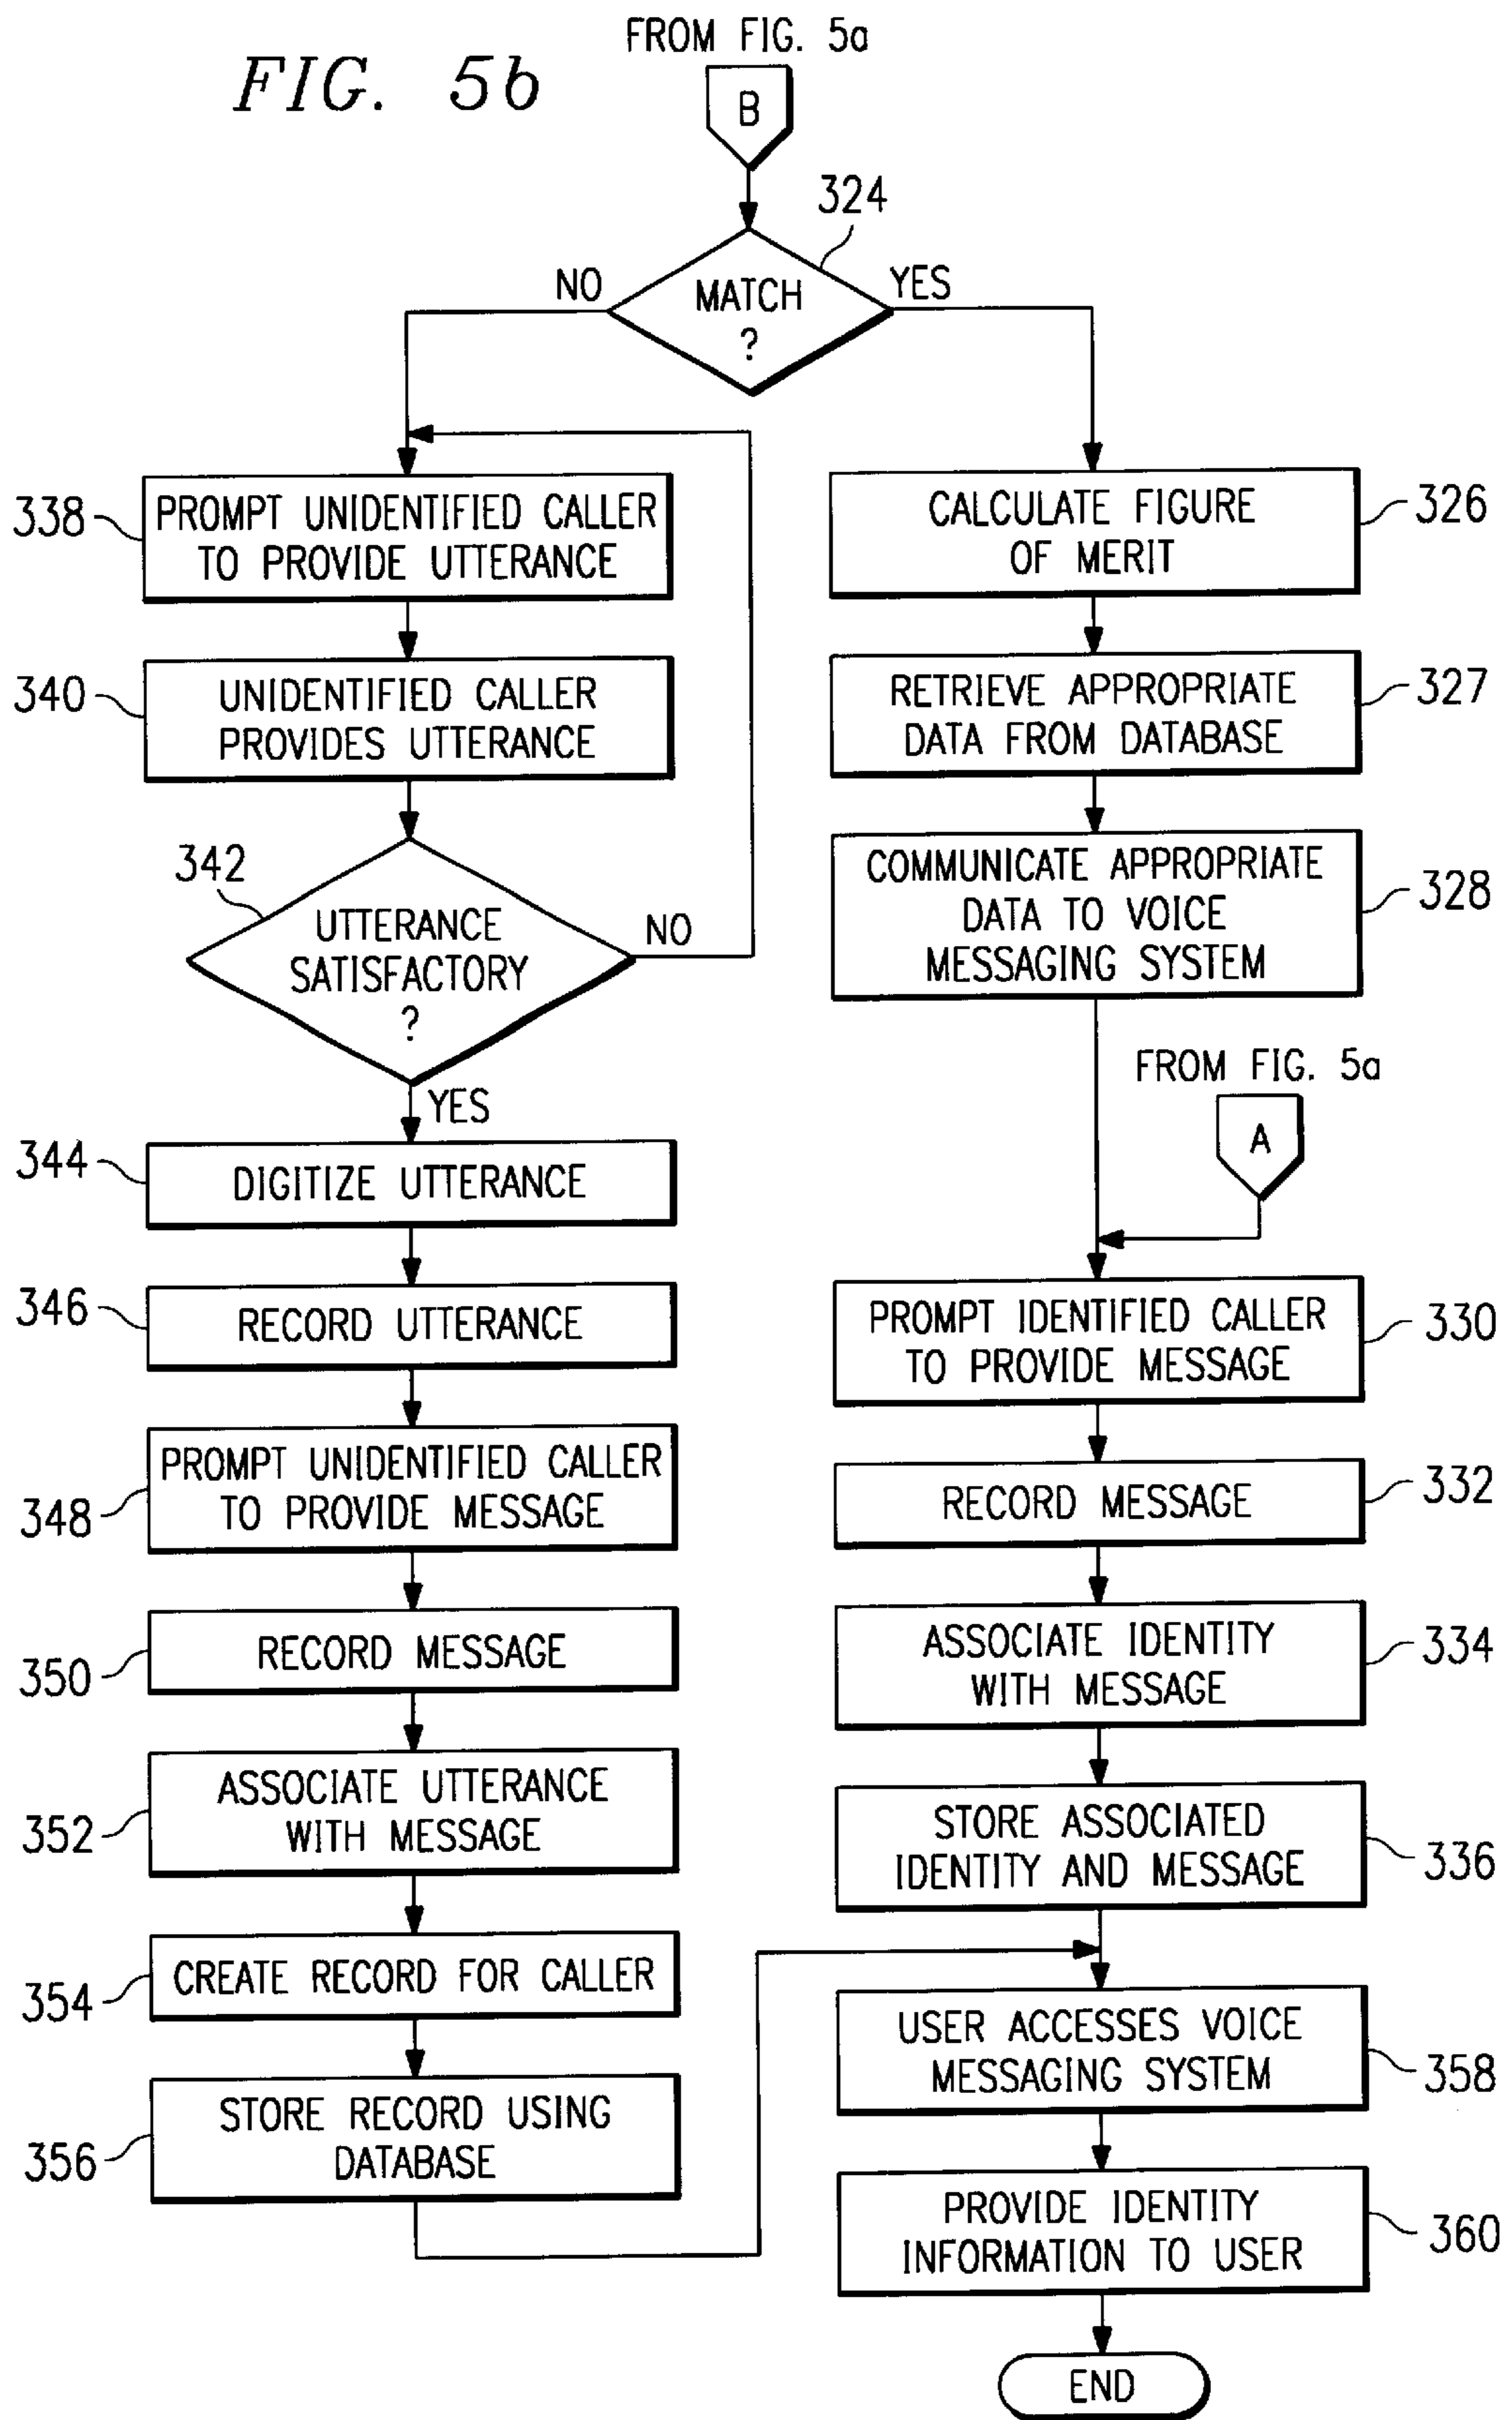 FROM FIG. 5a
FIG. 5b
B
324
NO
YES
MATCH
?
338
PROMPT UNIDENTIFIED CALLER
TO PROVIDE UTTERANCE
340
UNIDENTIFIED CALLER
PROVIDES UTTERANCE
342
UTTERANCE
SATISFACTORY
?
NO
YES
344
DIGITIZE UTTERANCE
346
RECORD UTTERANCE
348
PROMPT UNIDENTIFIED CALLER
TO PROVIDE MESSAGE
350
RECORD MESSAGE
352
ASSOCIATE UTTERANCE
WITH MESSAGE
354
CREATE RECORD FOR CALLER
356
STORE RECORD USING
DATABASE
CALCULATE FIGURE
OF MERIT
326
RETRIEVE APPROPRIATE
DATA FROM DATABASE
327
COMMUNICATE APPROPRIATE
DATA TO VOICE
MESSAGING SYSTEM
328
FROM FIG. 5a
A
PROMPT IDENTIFIED CALLER
TO PROVIDE MESSAGE
330
RECORD MESSAGE
332
ASSOCIATE IDENTITY
WITH MESSAGE
334
STORE ASSOCIATED
IDENTITY AND MESSAGE
336
USER ACCESSES VOICE
MESSAGING SYSTEM
358
PROVIDE IDENTITY
INFORMATION TO USER
360
END